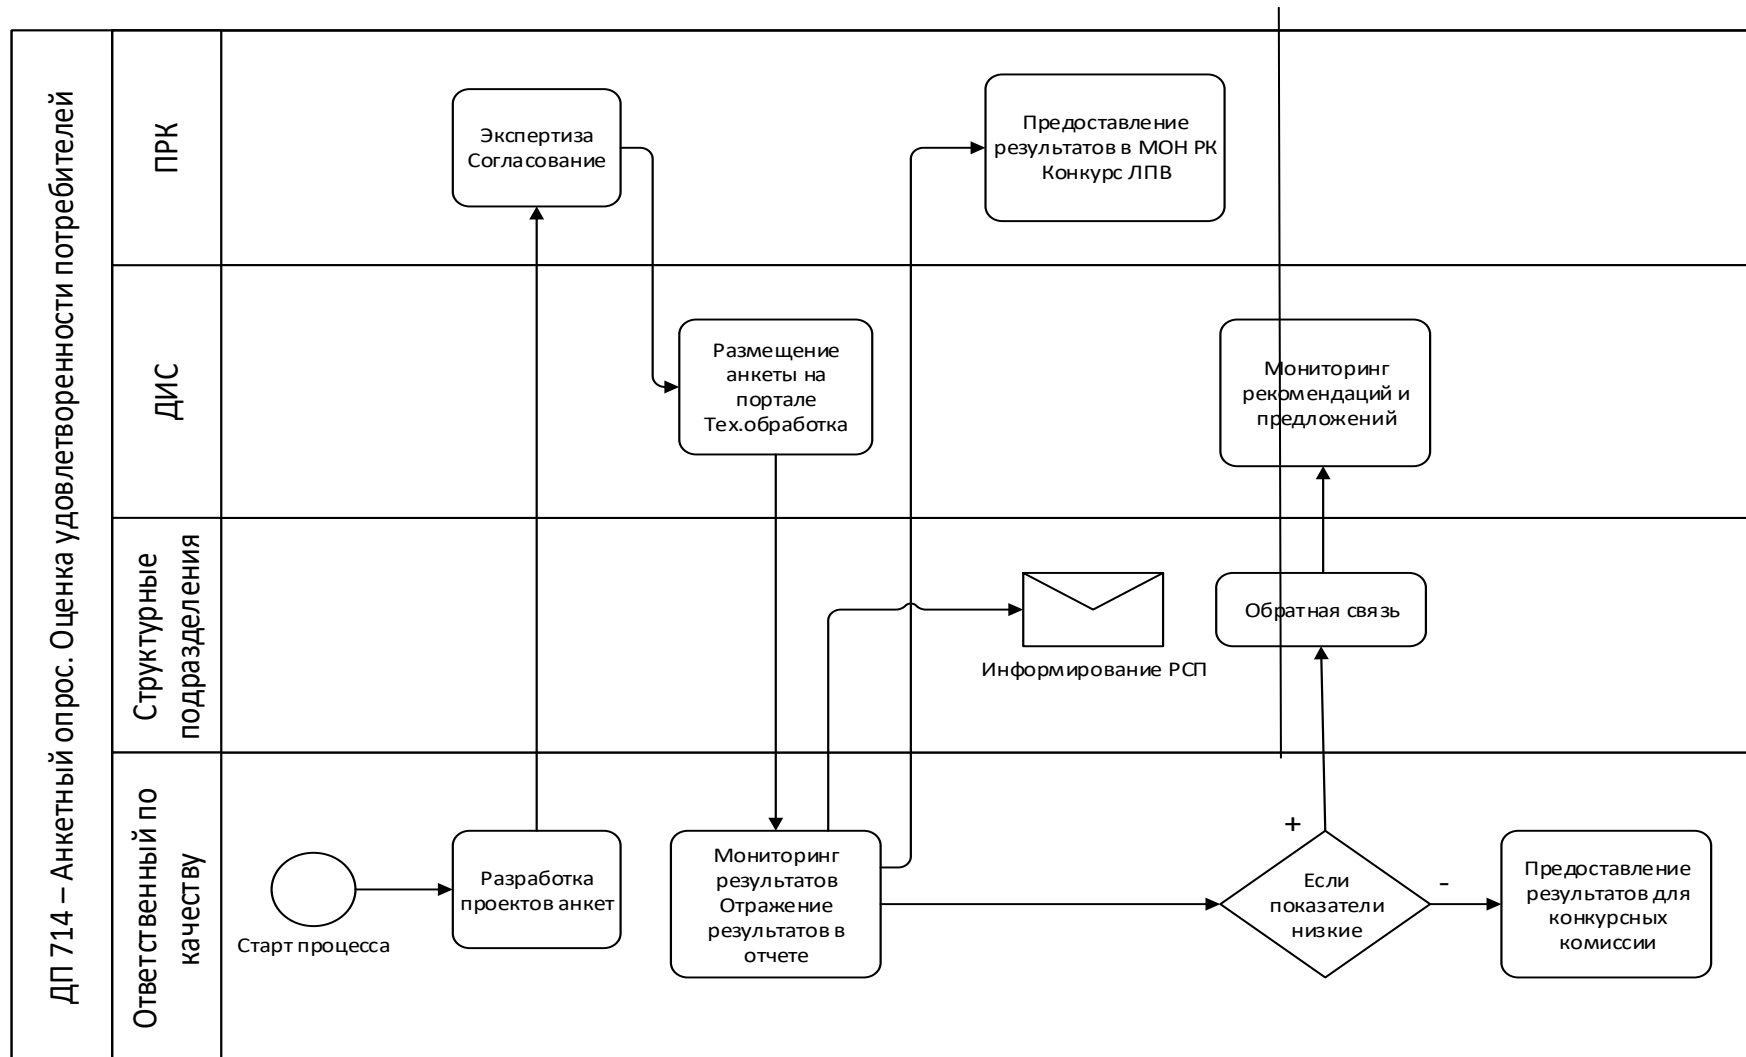 ДП 714 – Анкетный опрос. Оценка удовлетворенности потребителей
ПРК
Экспертиза
Согласование
Предоставление
результатов в МОН РК
Конкурс ЛПВ
ДИС
Размещение
анкеты на
портале
Тех.обработка
Мониторинг
рекомендаций и
предложений
Структурные
подразделения
Информирование РСП
Обратная связь
Ответственный по
качеству
Старт процесса
Разработка
проектов анкет
Мониторинг
результатов
Отражение
результатов в
отчете
+
Если
показатели
низкие
-
Предоставление
результатов для
конкурсных
комиссии